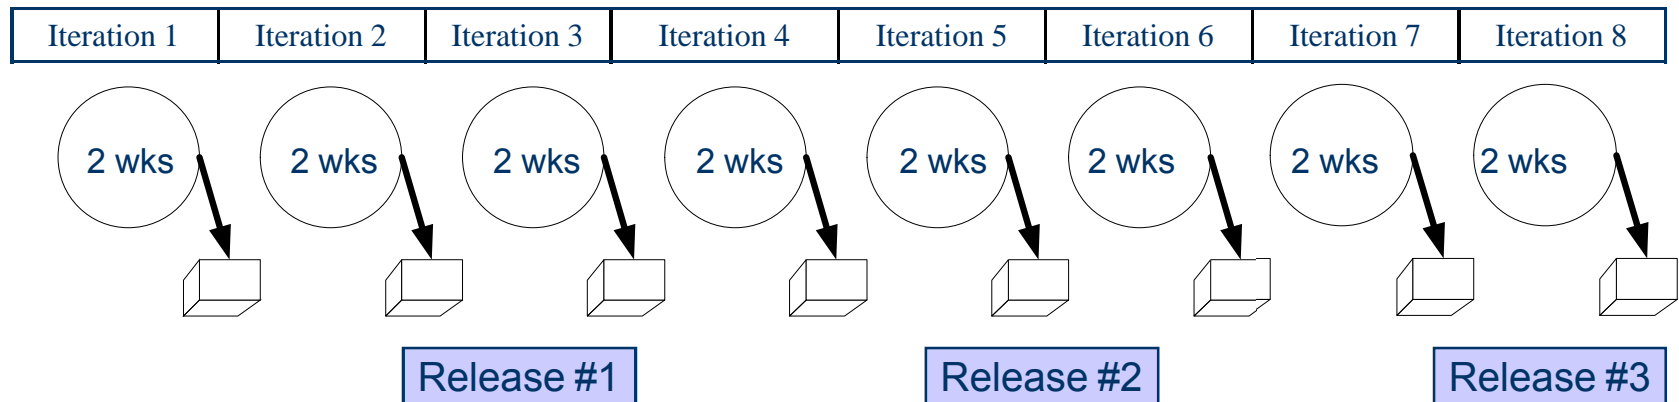 Iteration 1 Iteration 2 Iteration 3 Iteration 4 Iteration 5 Iteration 6 Iteration 7 Iteration 8
2 wks 2 wks 2 wks 2 wks 2 wks 2 wks 2 wks 2 wks
Release #1 Release #2 Release #3